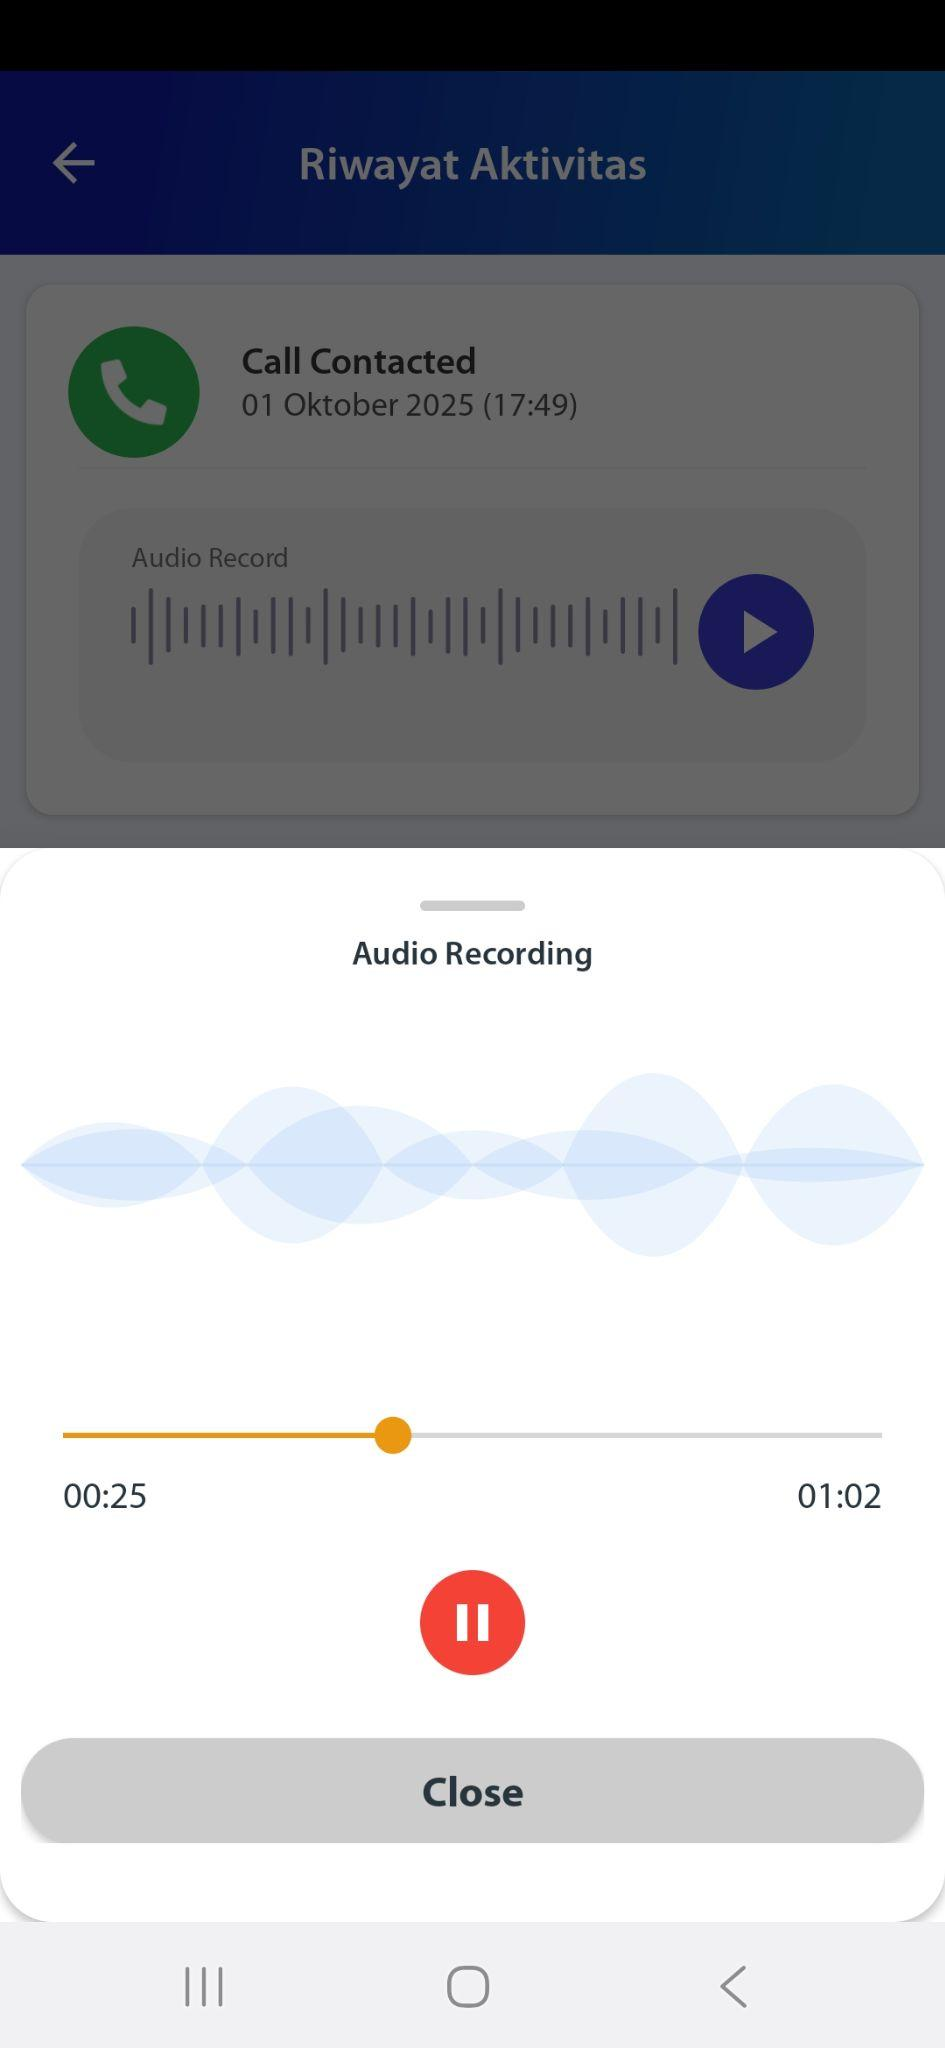 Riwayat Aktivitas
Call Contacted
01 Oktober 2025 (17:49)
Audio Record
Audio Recording
00:25
01:02
Close